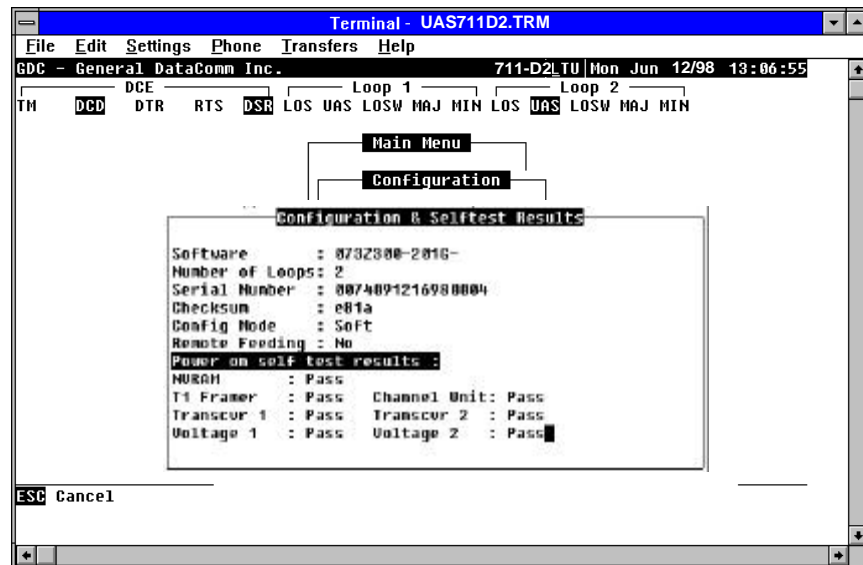 Terminal - UAS711D2.TRM
File Edit Settings Phone Transfers Help
GDC - General DataComm Inc. 711-D2LTU Mon Jun 12/98 13:06:55
DCE Loop 1 Loop 2
TM DCD DTR RTS DSR LOS UAS LOSW MAJ MIN LOS UAS LOSW MAJ MIN
Main Menu
Configuration
Configuration & Selftest Results
Software : 073Z300-201G-
Number of Loops: 2
Serial Number : 0074091216980004
Checksum : e81a
Config Mode : Soft
Remote Feeding : No
Power on self test results :
NVRAM : Pass
T1 Framer : Pass Channel Unit: Pass
Transcvr 1 : Pass Transcvr 2 : Pass
Voltage 1 : Pass Voltage 2 : Pass
ESC Cancel